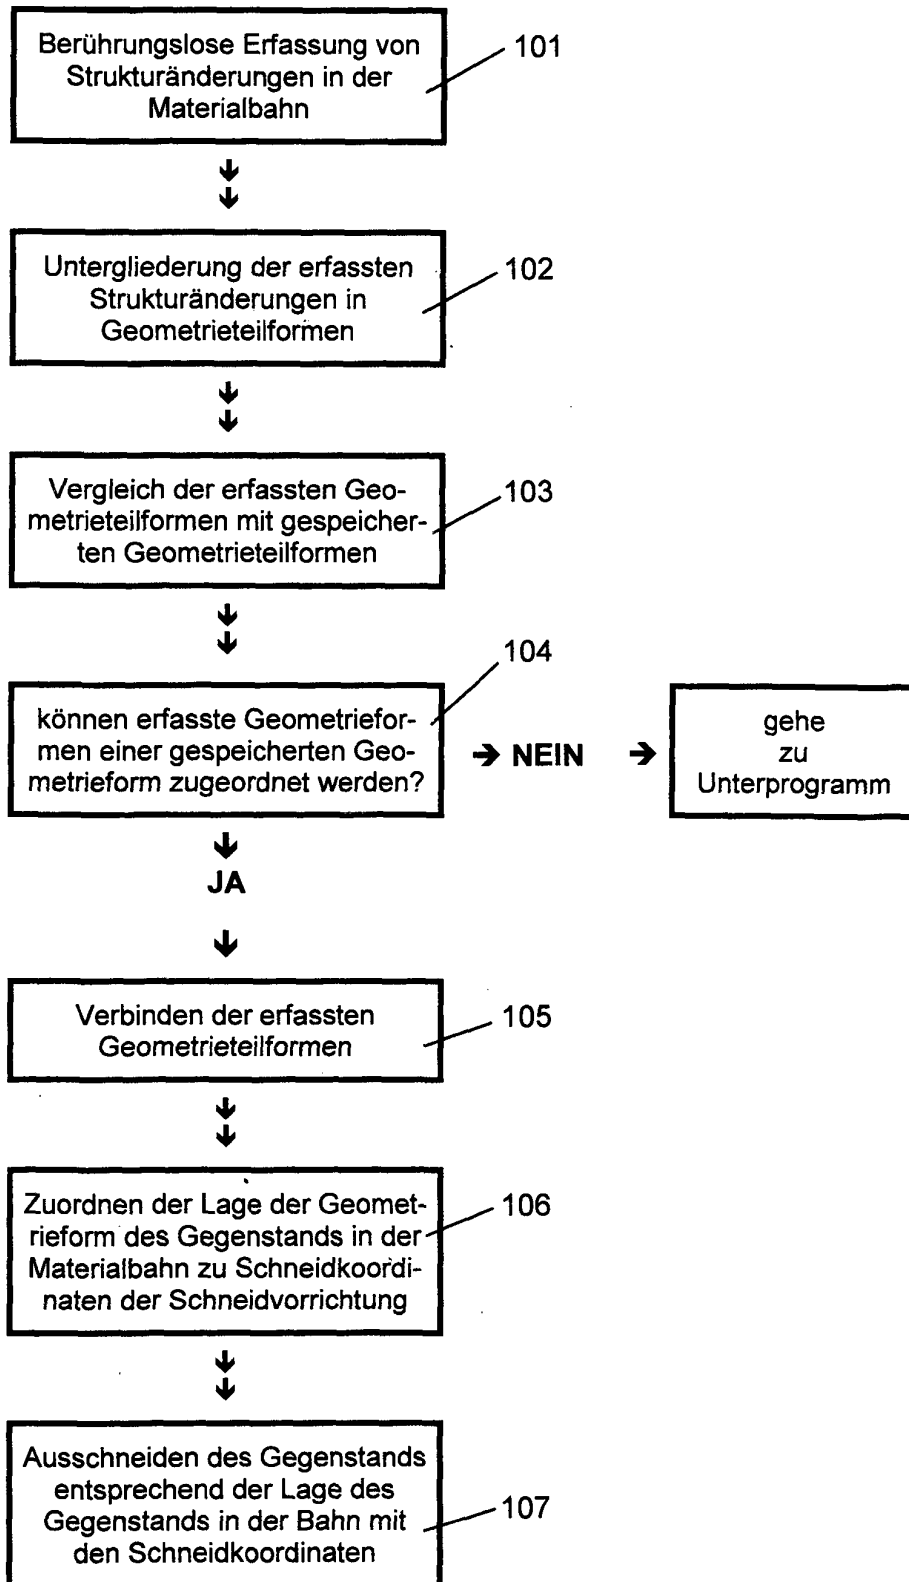 Berührungslose Erfassung von
Strukturänderungen in der
Materialbahn
101
Untergliederung der erfassten
Strukturänderungen in
Geometrieteilformen
102
Vergleich der erfassten Geo-
metrieteilformen mit gespeicher-
ten Geometrieteilformen
103
104
können erfasste Geometriefor-
men einer gespeicherten Geo-
metrieform zugeordnet werden?
NEIN
gehe
zu
Unterprogramm
JA
Verbinden der erfassten
Geometrieteilformen
105
Zuordnen der Lage der Geomet-
rieform des Gegenstands in der
Materialbahn zu Schneidkoordi-
naten der Schneidvorrichtung
106
Ausschneiden des Gegenstands
entsprechend der Lage des
Gegenstands in der Bahn mit
den Schneidkoordinaten
107